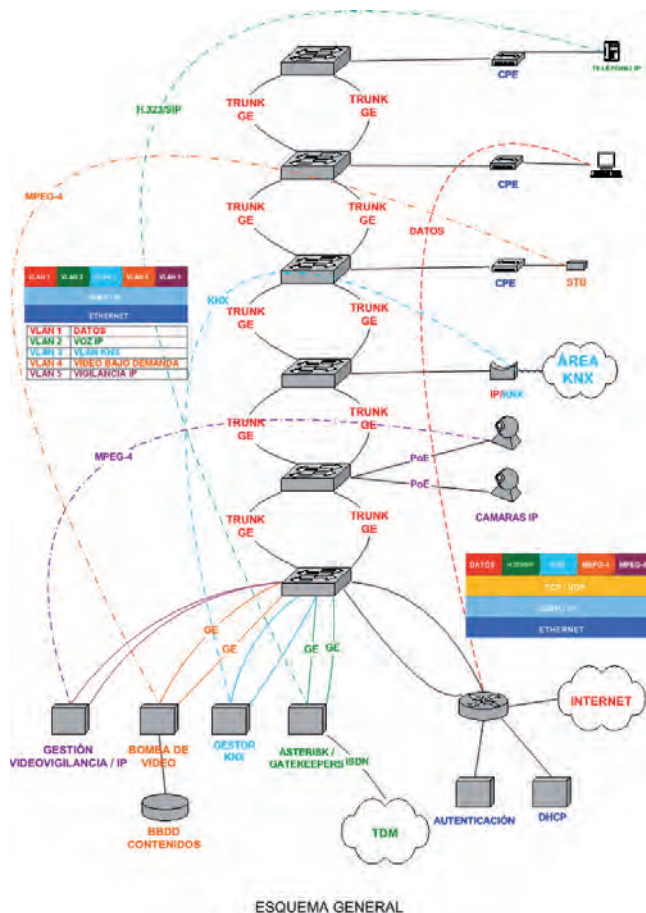 TELEFONO IP
CPE
TRUNK
GE
TRUNK
GE
H.323/SIP
CPE
MPEG-4
TRUNK
GE
TRUNK
GE
DATOS
VLAN 1 VLAN 2 VLAN 3 VLAN 4 VLAN 5
ETHERNET
VLAN 1 DATOS
VLAN 2 VOZ IP
VLAN 3 VLAN KNX
VLAN 4 VIDEO BAJO DEMANDA
VLAN 5 VIGILANCIA IP
KNX
CPE
STB
TRUNK
GE
TRUNK
GE
ÁREA
KNX
IP/KNX
TRUNK
GE
TRUNK
GE
MPEG-4
PoE
PoE
CAMARAS IP
TRUNK
GE
TRUNK
GE
DATOS H.323/SIP KNX MPEG-4 MPEG-4
TCP / UDP
ETHERNET
GE
GE
GE
GE
INTERNET
GESTIÓN
VIDEOVIGILANCIA / IP
BOMBA DE
VIDEO
GESTOR
KNX
ASTERISK /
GATEKEEPERS
ISDN
BBDD
CONTENIDOS
TDM
AUTENTICACIÓN
DHCP
ESQUEMA GENERAL